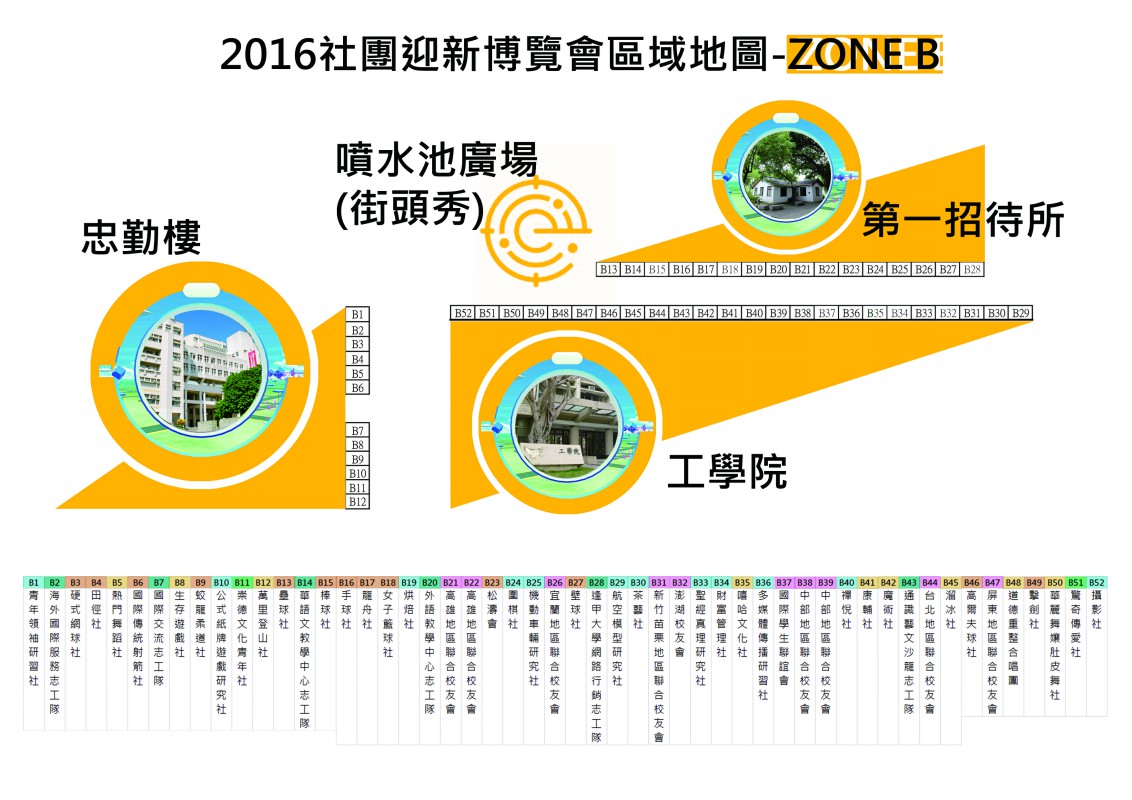 2016社團迎新博覽會區域地圖-ZONE B
噴水池廣場
(街頭秀)
第一招待所
忠勤樓
B13 B14 B15 B16 B17 B18 B19 B20 B21 B22 B23 B24 B25 B26 B27 B28
B1
B2
B3
B4
B5
B6
B52 B51 B50 B49 B48 B47 B46 B45 B44 B43 B42 B41 B40 B39 B38 B37 B36 B35 B34 B33 B32 B31 B30 B29
B7
B8
B9
B10
B11
B12
工學院
工學院
B1 青年領袖研習社
B2 海外國際服務志工隊
B3 硬式網球社
B4 田徑社
B5 熱門舞蹈社
B6 國際傳統射箭社
B7 國際交流志工隊
B8 生存遊戲社
B9 蛟龍柔道社
B10 公式紙牌遊戲研究社
B11 崇德文化青年社
B12 萬里登山社
B13 壘球社
B14 華語文教學中心志工隊
B15 棒球社
B16 手球社
B17 龍舟社
B18 女子籃球社
B19 烘焙社
B20 外語教學中心志工隊
B21 高雄地區聯合校友會
B22 高雄地區聯合校友會
B23 松濤會
B24 圍棋社
B25 機動車輛研究社
B26 宜蘭地區聯合校友會
B27 壁球社
B28 逢甲大學網路行銷志工隊
B29 航空模型研究社
B30 茶藝社
B31 新竹苗栗地區聯合校友會
B32 澎湖校友會
B33 聖經真理研究社
B34 財富管理社
B35 嘻哈文化社
B36 多媒體傳播研習社
B37 國際學生聯誼會
B38 中部地區聯合校友會
B39 中部地區聯合校友會
B40 禪悅社
B41 康輔社
B42 魔術社
B43 通識藝文沙龍志工隊
B44 台北地區聯合校友會
B45 溜冰社
B46 高爾夫球社
B47 屏東地區聯合校友會
B48 道德重整合唱團
B49 擊劍社
B50 華麗舞孃肚皮舞社
B51 驚奇傳愛社
B52 攝影社